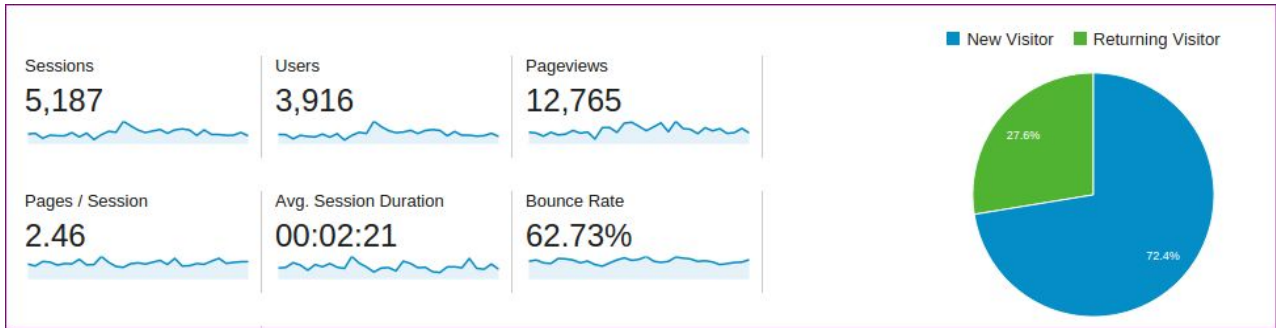 New Visitor Returning Visitor
Sessions Users Pageviews
5,187 3,916 12,765
27.6%
Pages / Session Avg. Session Duration Bounce Rate
2.46 00:02:21 62.73%
72.4%